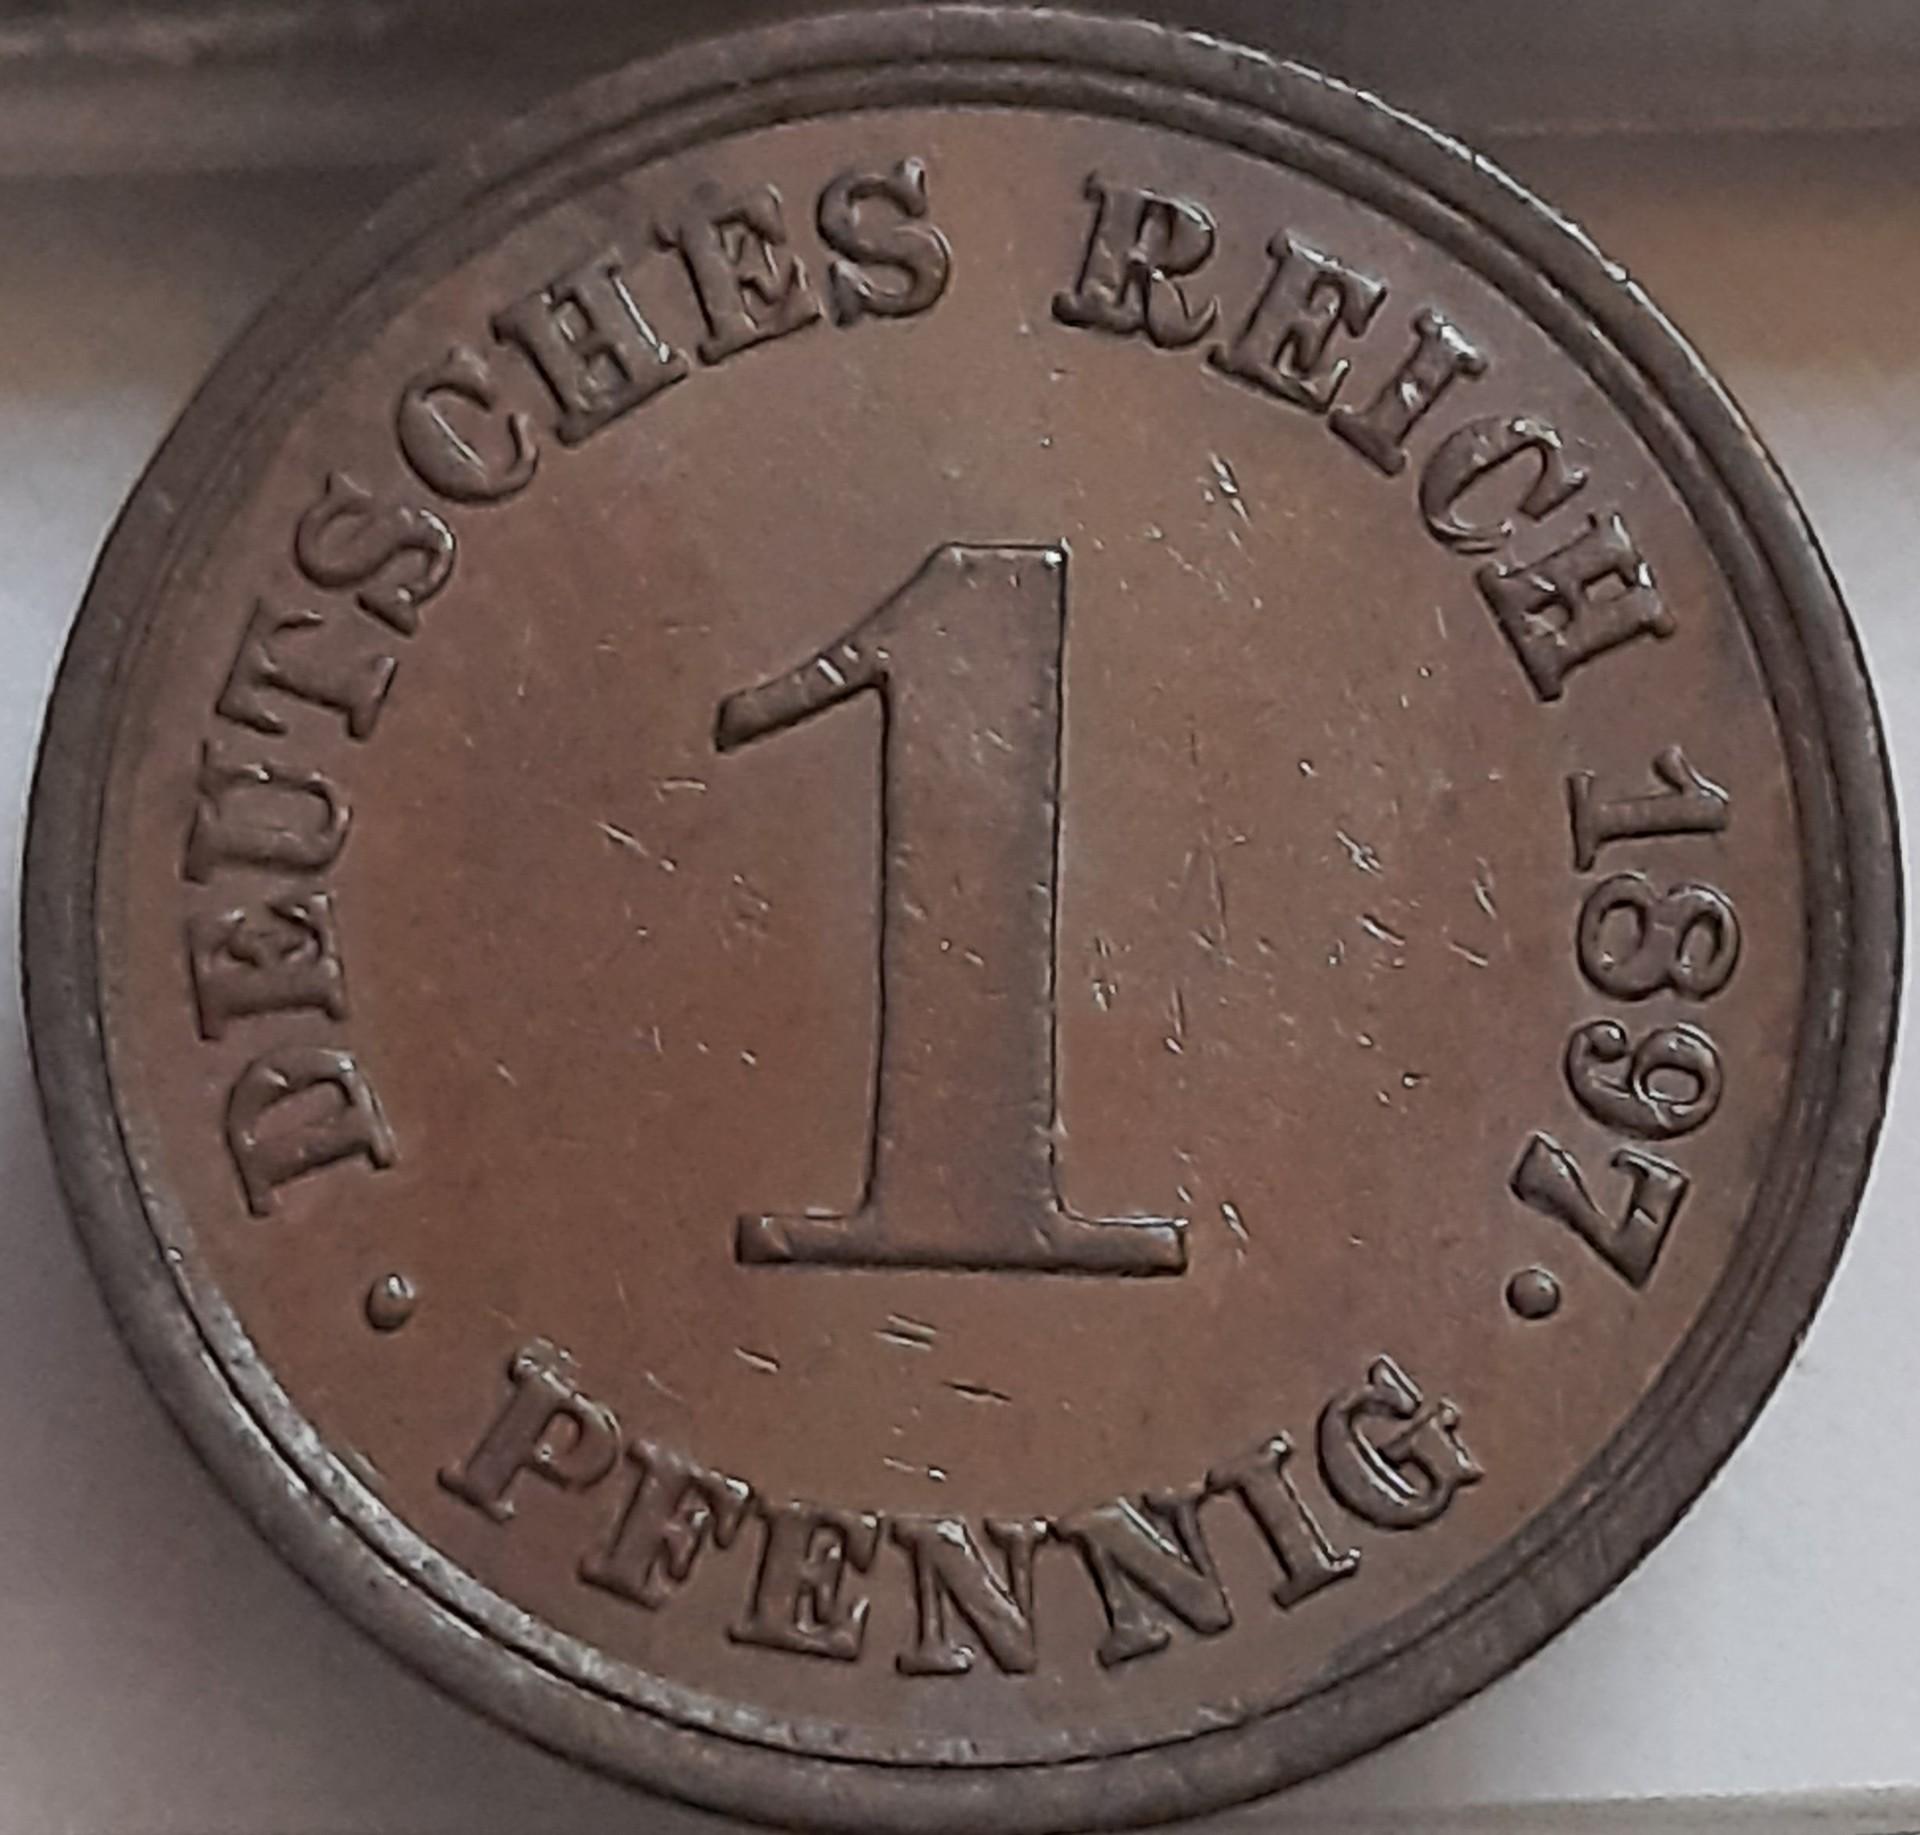 DEUTSCHES REICH 1897
1
PFENNIG